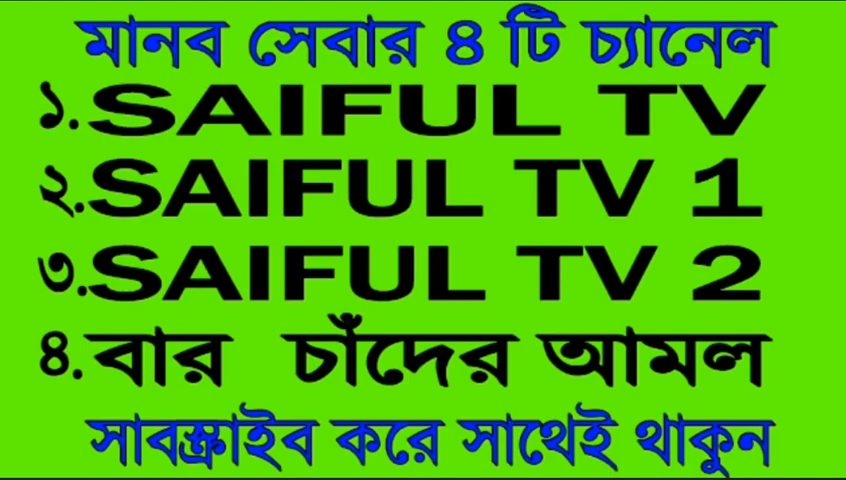 মানব সেবার ৪ টি চ্যানেল
১.SAIFUL TV
২.SAIFUL TV 1
৩.SAIFUL TV 2
৪.বার চাঁদের আমল
সাবস্ক্রাইব করে সাথেই থাকুন